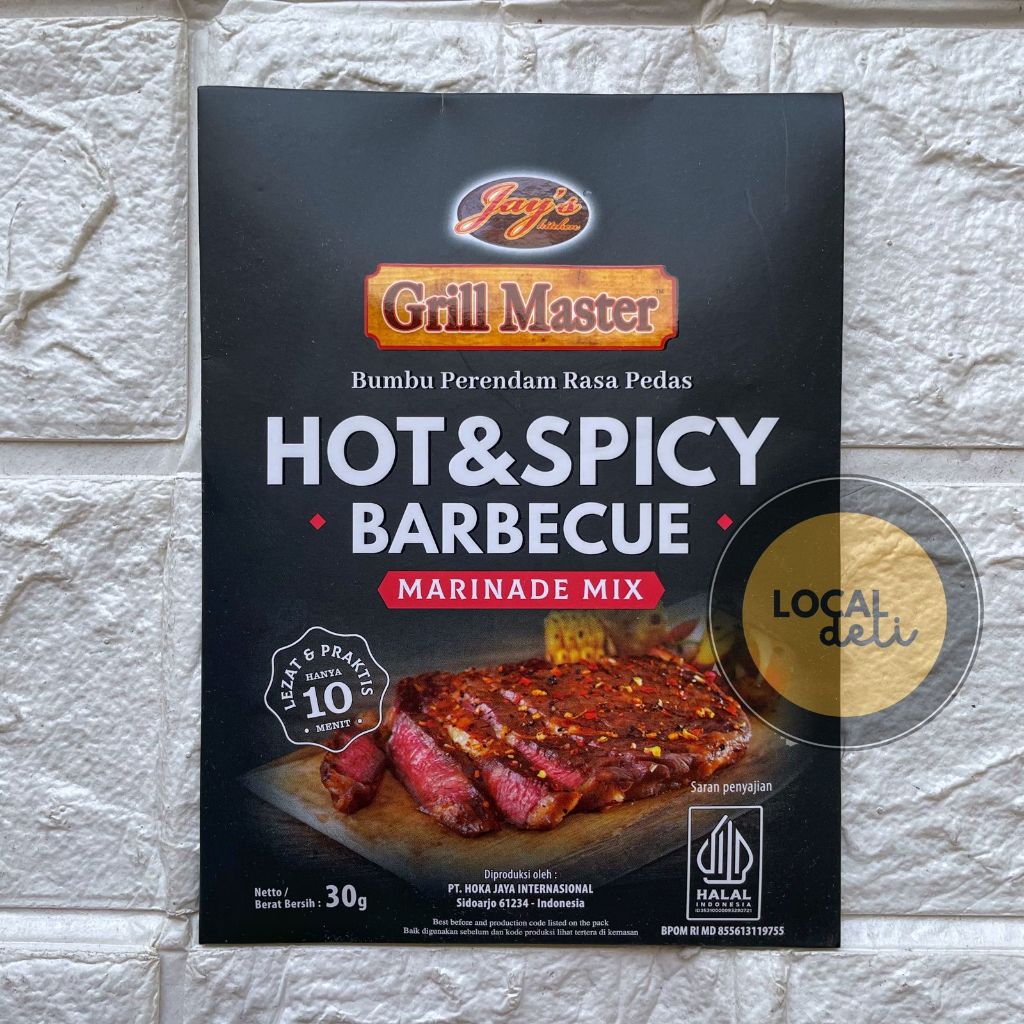 Jay's
kitchen
Grill Master™
Bumbu Perendam Rasa Pedas
HOT&SPICY
BARBECUE
MARINADE MIX
LOCAL
deli
LEZAT & PRAKTIS
HANYA
10
MENIT
Saran penyajian
HALAL
INDONESIA
Diproduksi oleh :
PT. HOKA JAYA INTERNASIONAL
Sidoarjo 61234 - Indonesia
Netto /
Berat Bersih : 30g
Best before and production code listed on the pack
Baik digunakan sebelum dan kode produksi lihat tertera di kemasan
BPOM RI MD 855613119755